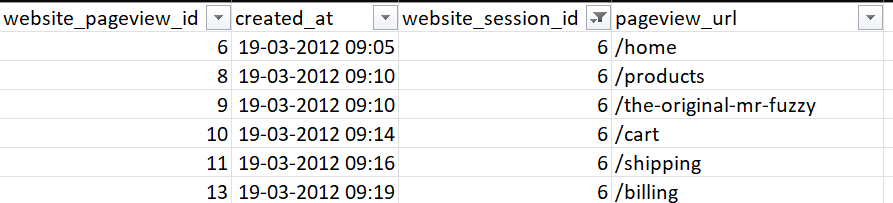 website_pageview_id created_at website_session_id pageview_url
6 19-03-2012 09:05 6 /home
8 19-03-2012 09:10 6 /products
9 19-03-2012 09:10 6 /the-original-mr-fuzzy
10 19-03-2012 09:14 6 /cart
11 19-03-2012 09:16 6 /shipping
13 19-03-2012 09:19 6 /billing